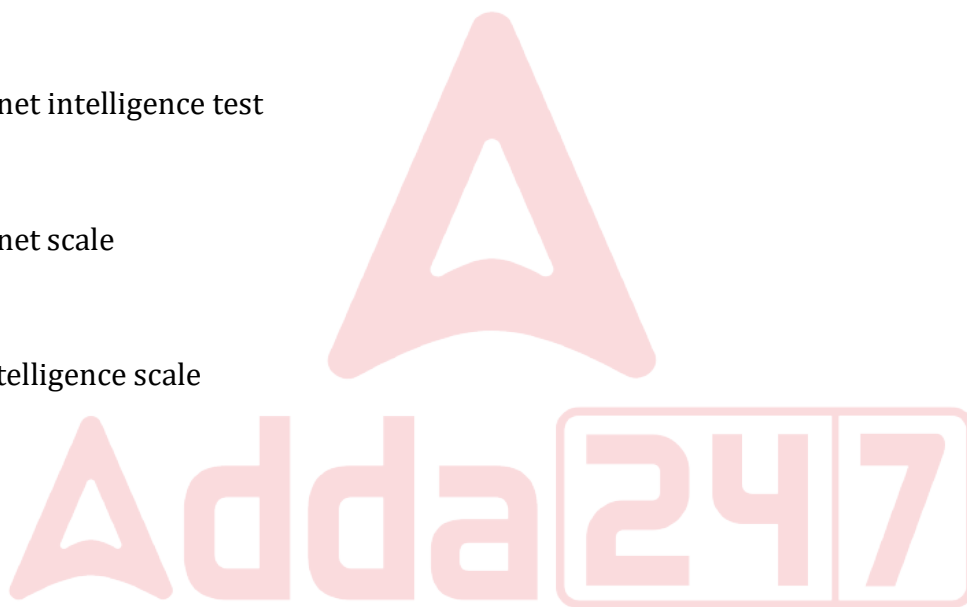 net intelligence test
net scale
telligence scale
Adda247